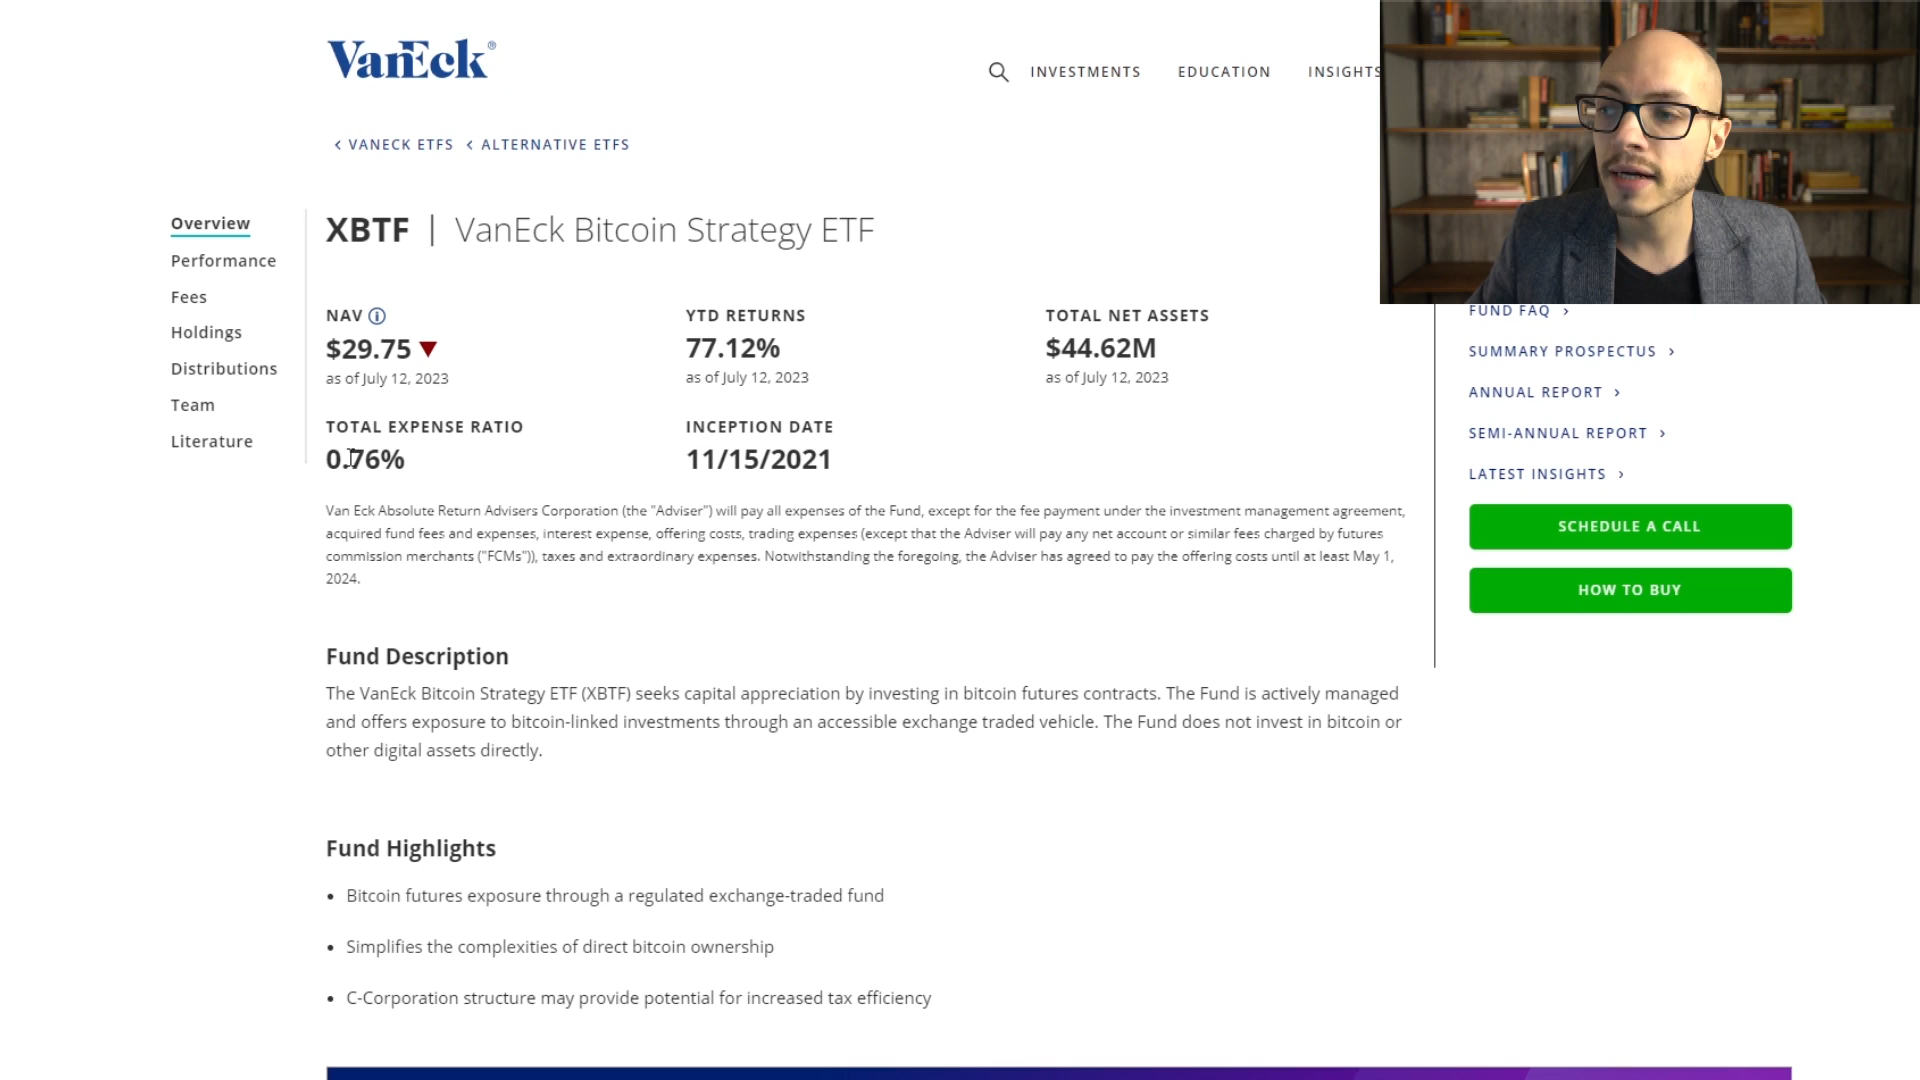 VanEck®
INVESTMENTS EDUCATION INSIGHTS
< VANECK ETFS < ALTERNATIVE ETFS
Overview
Performance
Fees
Holdings
Distributions
Team
Literature
XBTF | VanEck Bitcoin Strategy ETF
NAV
$29.75
as of July 12, 2023
YTD RETURNS
77.12%
as of July 12, 2023
TOTAL NET ASSETS
$44.62M
as of July 12, 2023
TOTAL EXPENSE RATIO
0.76%
INCEPTION DATE
11/15/2021
Van Eck Absolute Return Advisers Corporation (the "Adviser") will pay all expenses of the Fund, except for the fee payment under the investment management agreement,
acquired fund fees and expenses, interest expense, offering costs, trading expenses (except that the Adviser will pay any net account or similar fees charged by futures
commission merchants ("FCMs")), taxes and extraordinary expenses. Notwithstanding the foregoing, the Adviser has agreed to pay the offering costs until at least May 1,
2024.
Fund Description
The VanEck Bitcoin Strategy ETF (XBTF) seeks capital appreciation by investing in bitcoin futures contracts. The Fund is actively managed
and offers exposure to bitcoin-linked investments through an accessible exchange traded vehicle. The Fund does not invest in bitcoin or
other digital assets directly.
Fund Highlights
• Bitcoin futures exposure through a regulated exchange-traded fund
• Simplifies the complexities of direct bitcoin ownership
• C-Corporation structure may provide potential for increased tax efficiency
FUND FAQ >
SUMMARY PROSPECTUS >
ANNUAL REPORT >
SEMI-ANNUAL REPORT >
LATEST INSIGHTS >
SCHEDULE A CALL
HOW TO BUY